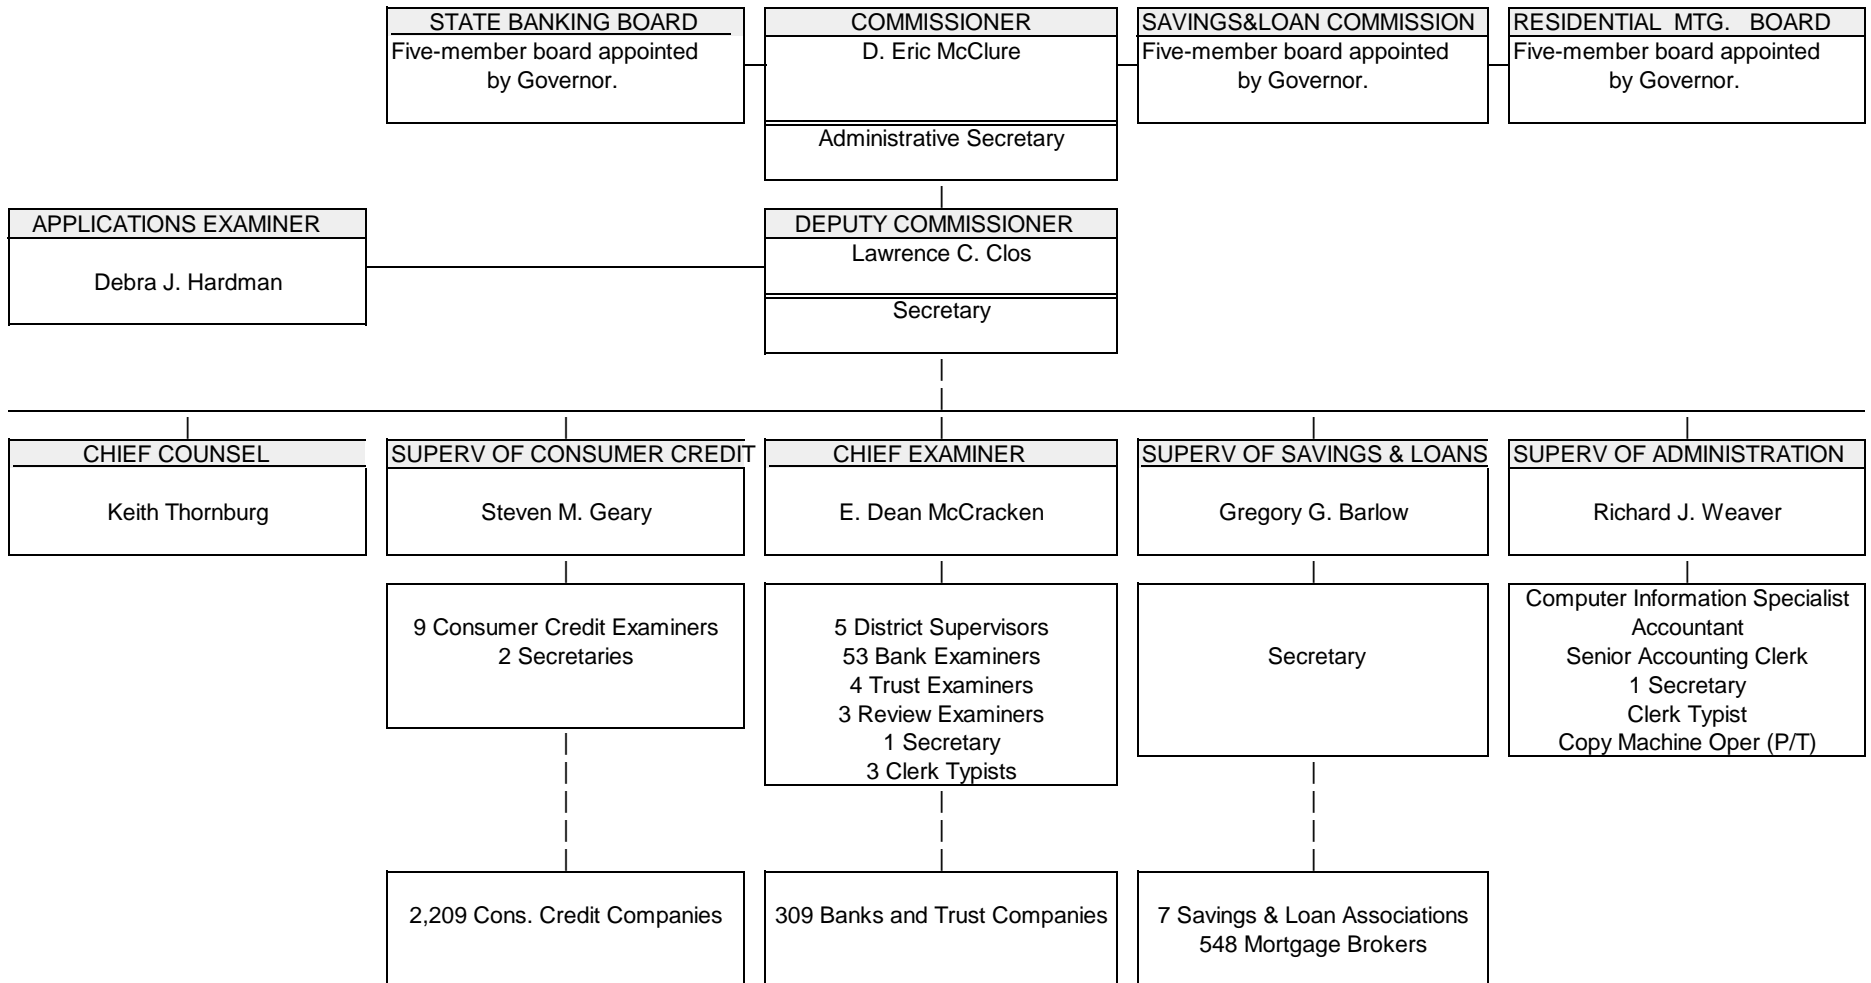 STATE BANKING BOARD
Five-member board appointed
by Governor.
COMMISSIONER
D. Eric McClure
Administrative Secretary
SAVINGS&LOAN COMMISSION
Five-member board appointed
by Governor.
RESIDENTIAL MTG. BOARD
Five-member board appointed
by Governor.
APPLICATIONS EXAMINER
Debra J. Hardman
DEPUTY COMMISSIONER
Lawrence C. Clos
Secretary
CHIEF COUNSEL
Keith Thornburg
SUPERV OF CONSUMER CREDIT
Steven M. Geary
9 Consumer Credit Examiners
2 Secretaries
2,209 Cons. Credit Companies
CHIEF EXAMINER
E. Dean McCracken
5 District Supervisors
53 Bank Examiners
4 Trust Examiners
3 Review Examiners
1 Secretary
3 Clerk Typists
309 Banks and Trust Companies
SUPERV OF SAVINGS & LOANS
Gregory G. Barlow
Secretary
7 Savings & Loan Associations
548 Mortgage Brokers
SUPERV OF ADMINISTRATION
Richard J. Weaver
Computer Information Specialist
Accountant
Senior Accounting Clerk
1 Secretary
Clerk Typist
Copy Machine Oper (P/T)